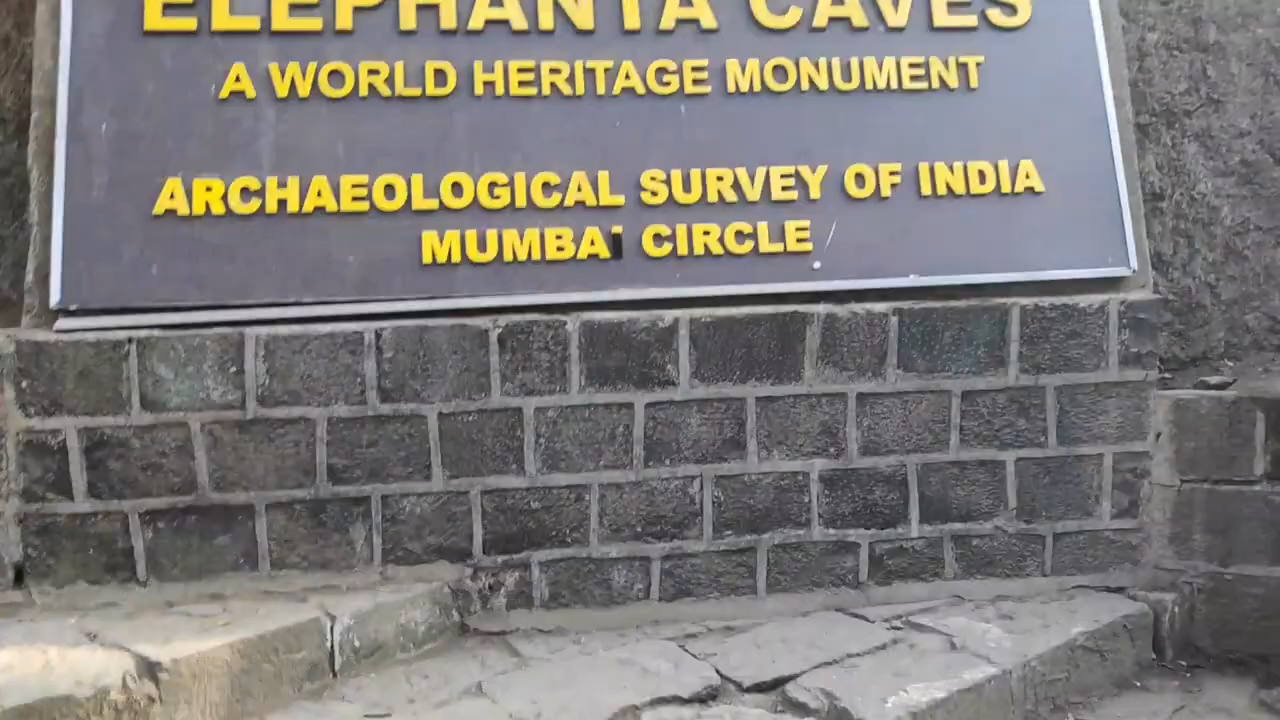 ELEPHANTA CAVES
A WORLD HERITAGE MONUMENT
ARCHAEOLOGICAL SURVEY OF INDIA
MUMBAI CIRCLE